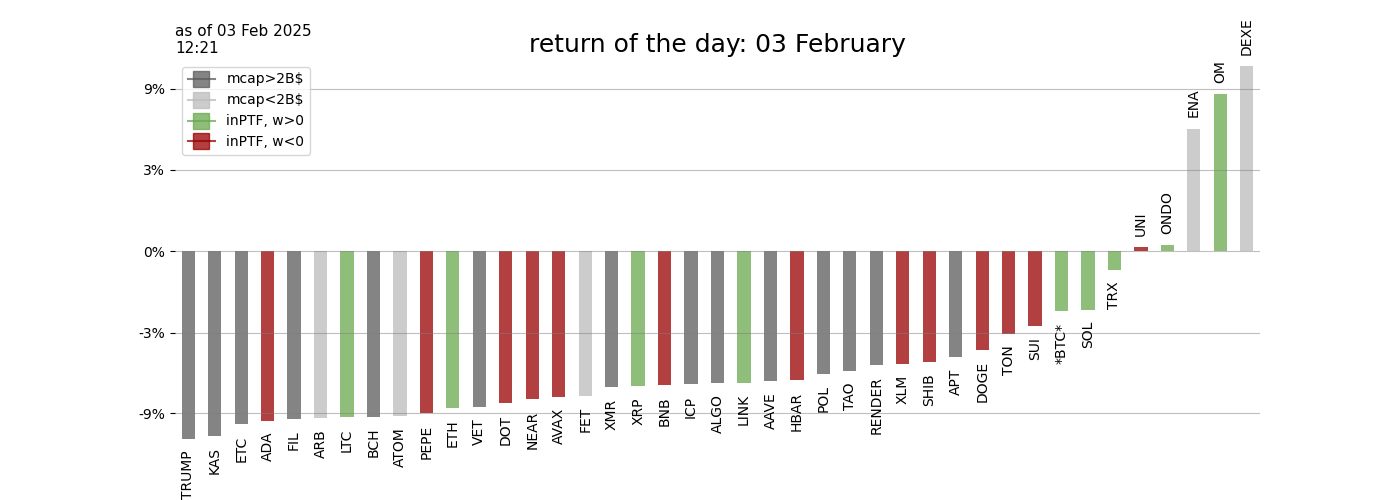 as of 03 Feb 2025
12:21
return of the day: 03 February
mcap>2B$
mcap<2B$
inPTF, w>0
inPTF, w<0
9%
3%
0%
-3%
-9%
TRUMP
KAS
ETC
ADA
FIL
ARB
LTC
BCH
ATOM
PEPE
ETH
VET
DOT
NEAR
AVAX
FET
XMR
XRP
BNB
ICP
ALGO
LINK
AAVE
HBAR
POL
TAO
RENDER
XLM
SHIB
APT
DOGE
TON
SUI
*BTC*
SOL
TRX
UNI
ONDO
ENA
OM
DEXE